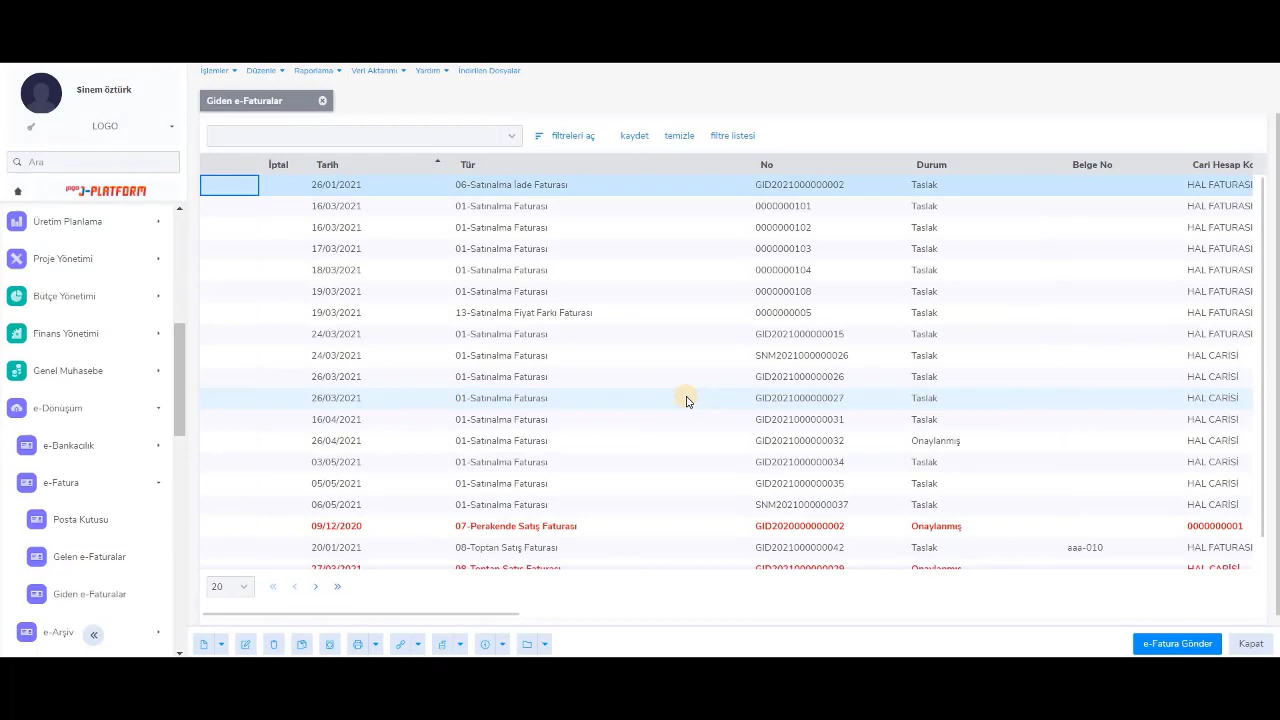 İşlemler Düzenle Raporlama Veri Aktarımı Yardım İndirilen Dosyalar
Sinem öztürk
LOGO
Ara
logo J-PLATFORM
Üretim Planlama
Proje Yönetimi
Bütçe Yönetimi
Finans Yönetimi
Genel Muhasebe
e-Dönüşüm
e-Bankacılık
e-Fatura
Posta Kutusu
Gelen e-Faturalar
Giden e-Faturalar
e-Arşiv
Giden e-Faturalar
filtreleri aç kaydet temizle filtre listesi
İptal Tarih Tür No Durum Belge No Cari Hesap Ko
26/01/2021 06-Satınalma İade Faturası GID2021000000002 Taslak HAL FATURASI
16/03/2021 01-Satınalma Faturası 0000000101 Taslak HAL FATURASI
16/03/2021 01-Satınalma Faturası 0000000102 Taslak HAL FATURASI
17/03/2021 01-Satınalma Faturası 0000000103 Taslak HAL FATURASI
18/03/2021 01-Satınalma Faturası 0000000104 Taslak HAL FATURASI
19/03/2021 01-Satınalma Faturası 0000000108 Taslak HAL FATURASI
19/03/2021 13-Satınalma Fiyat Farkı Faturası 0000000005 Taslak HAL FATURASI
24/03/2021 01-Satınalma Faturası GID2021000000015 Taslak HAL FATURASI
24/03/2021 01-Satınalma Faturası SNM2021000000026 Taslak HAL CARİSİ
26/03/2021 01-Satınalma Faturası GID2021000000026 Taslak HAL CARİSİ
26/03/2021 01-Satınalma Faturası GID2021000000027 Taslak HAL CARİSİ
16/04/2021 01-Satınalma Faturası GID2021000000031 Taslak HAL CARİSİ
26/04/2021 01-Satınalma Faturası GID2021000000032 Onaylanmış HAL CARİSİ
03/05/2021 01-Satınalma Faturası GID2021000000034 Taslak HAL CARİSİ
05/05/2021 01-Satınalma Faturası GID2021000000035 Taslak HAL CARİSİ
06/05/2021 01-Satınalma Faturası SNM2021000000037 Taslak HAL CARİSİ
09/12/2020 07-Perakende Satış Faturası GID2020000000002 Onaylanmış 0000000001
20/01/2021 08-Toptan Satış Faturası GID2021000000042 Taslak aaa-010 HAL FATURASI
27/03/2021 08-Toptan Satış Faturası GID2021000000029 Onaylanmış HAL CARİSİ
20
e-Fatura Gönder Kapat